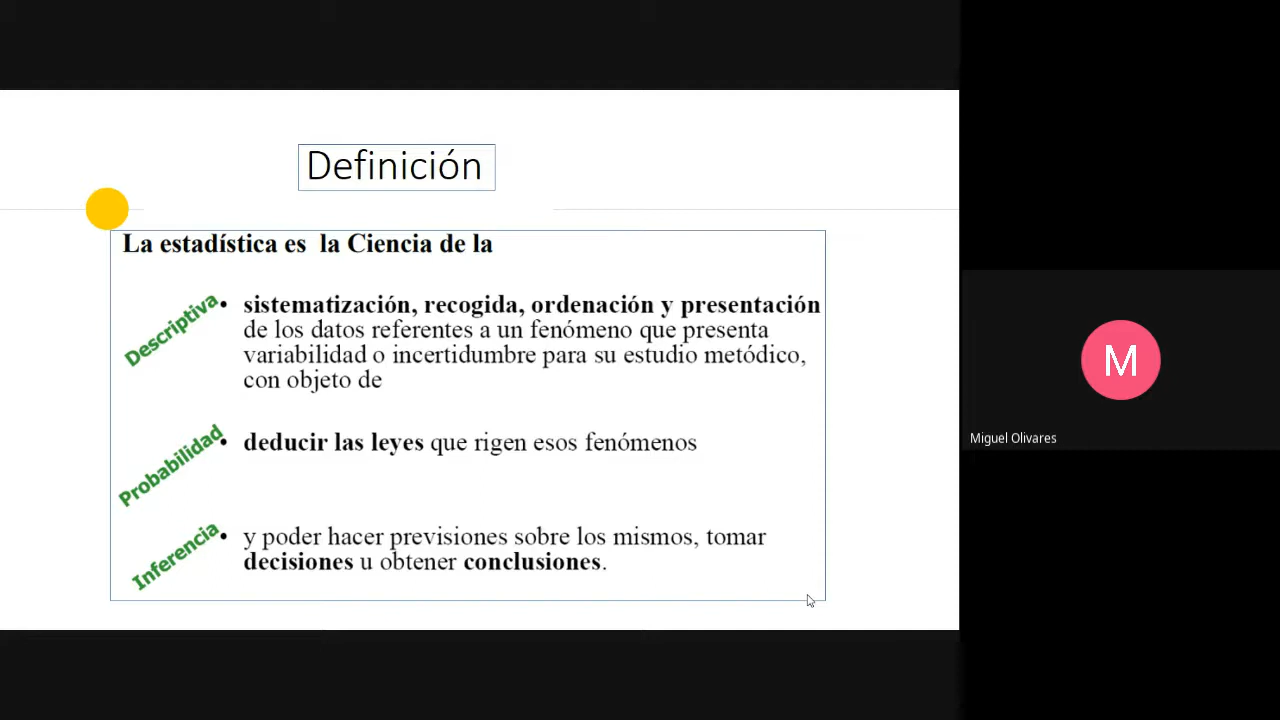 Definición
La estadística es la Ciencia de la
Descriptiva
• sistematización, recogida, ordenación y presentación
de los datos referentes a un fenómeno que presenta
variabilidad o incertidumbre para su estudio metódico,
con objeto de
Probabilidad
• deducir las leyes que rigen esos fenómenos
Inferencia
• y poder hacer previsiones sobre los mismos, tomar
decisiones u obtener conclusiones.
M
Miguel Olivares